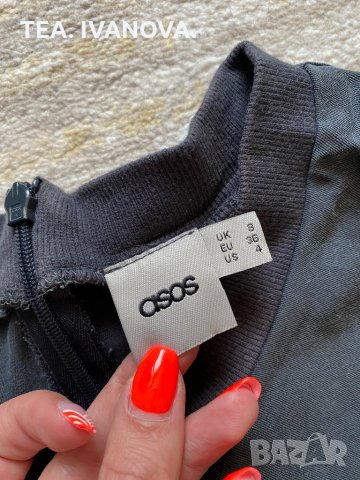 TEA. IVANOVA.
asos
UK 8
EU 36
US 4
BAZAR